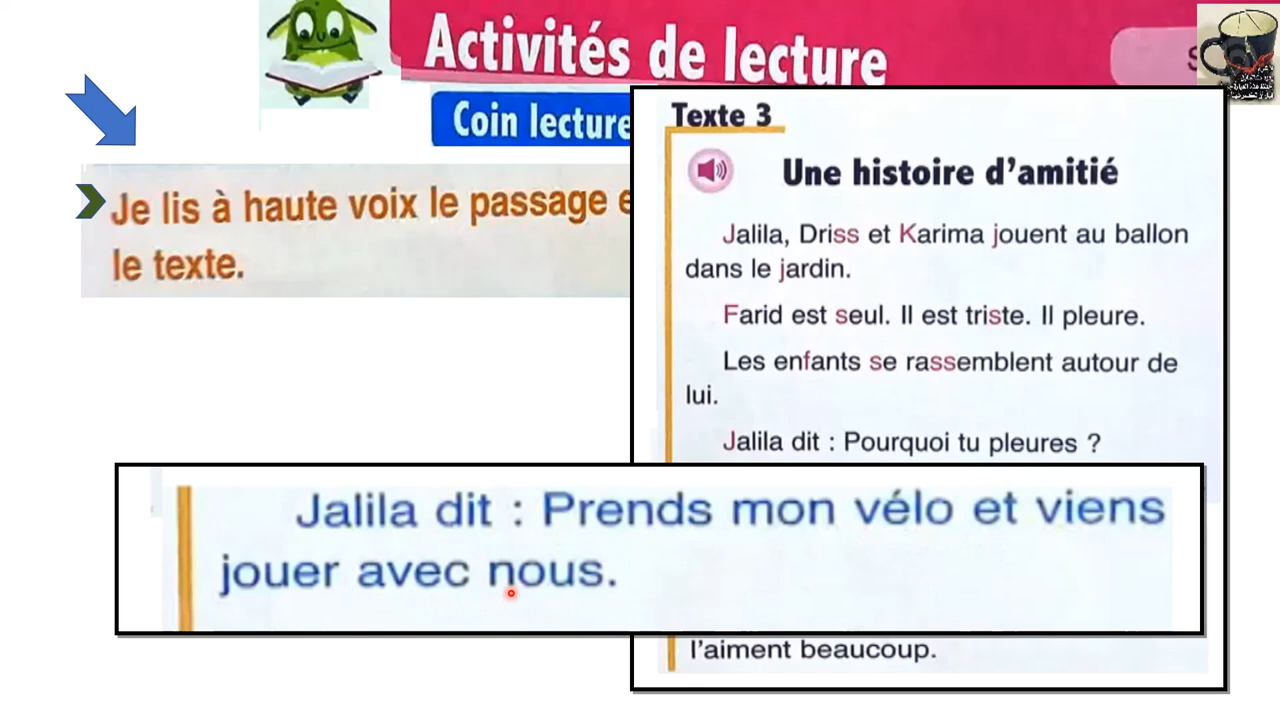 Activités de lecture
Coin lecture
Je lis à haute voix le passage
le texte.
Texte 3
Une histoire d'amitié
Jalila, Driss et Karima jouent au ballon
dans le jardin.
Farid est seul. Il est triste. Il pleure.
Les enfants se rassemblent autour de
lui.
Jalila dit : Pourquoi tu pleures ?
Jalila dit : Prends mon vélo et viens
jouer avec nous.
l'aiment beaucoup.